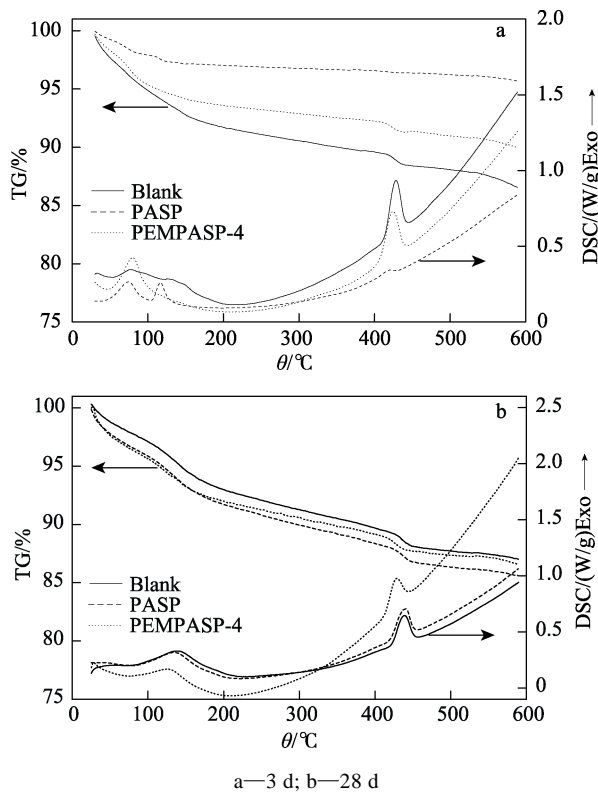 a
100
95
90
85
80
75
TG/%
2.0
1.5
1.0
0.5
0
DSC/(W/g)Exo →
Blank
PASP
PEMPASP-4
0 100 200 300 400 500 600
θ/℃
b
100
95
90
85
80
75
TG/%
2.5
2.0
1.5
1.0
0.5
0
DSC/(W/g)Exo →
Blank
PASP
PEMPASP-4
0 100 200 300 400 500 600
θ/℃
a—3 d; b—28 d